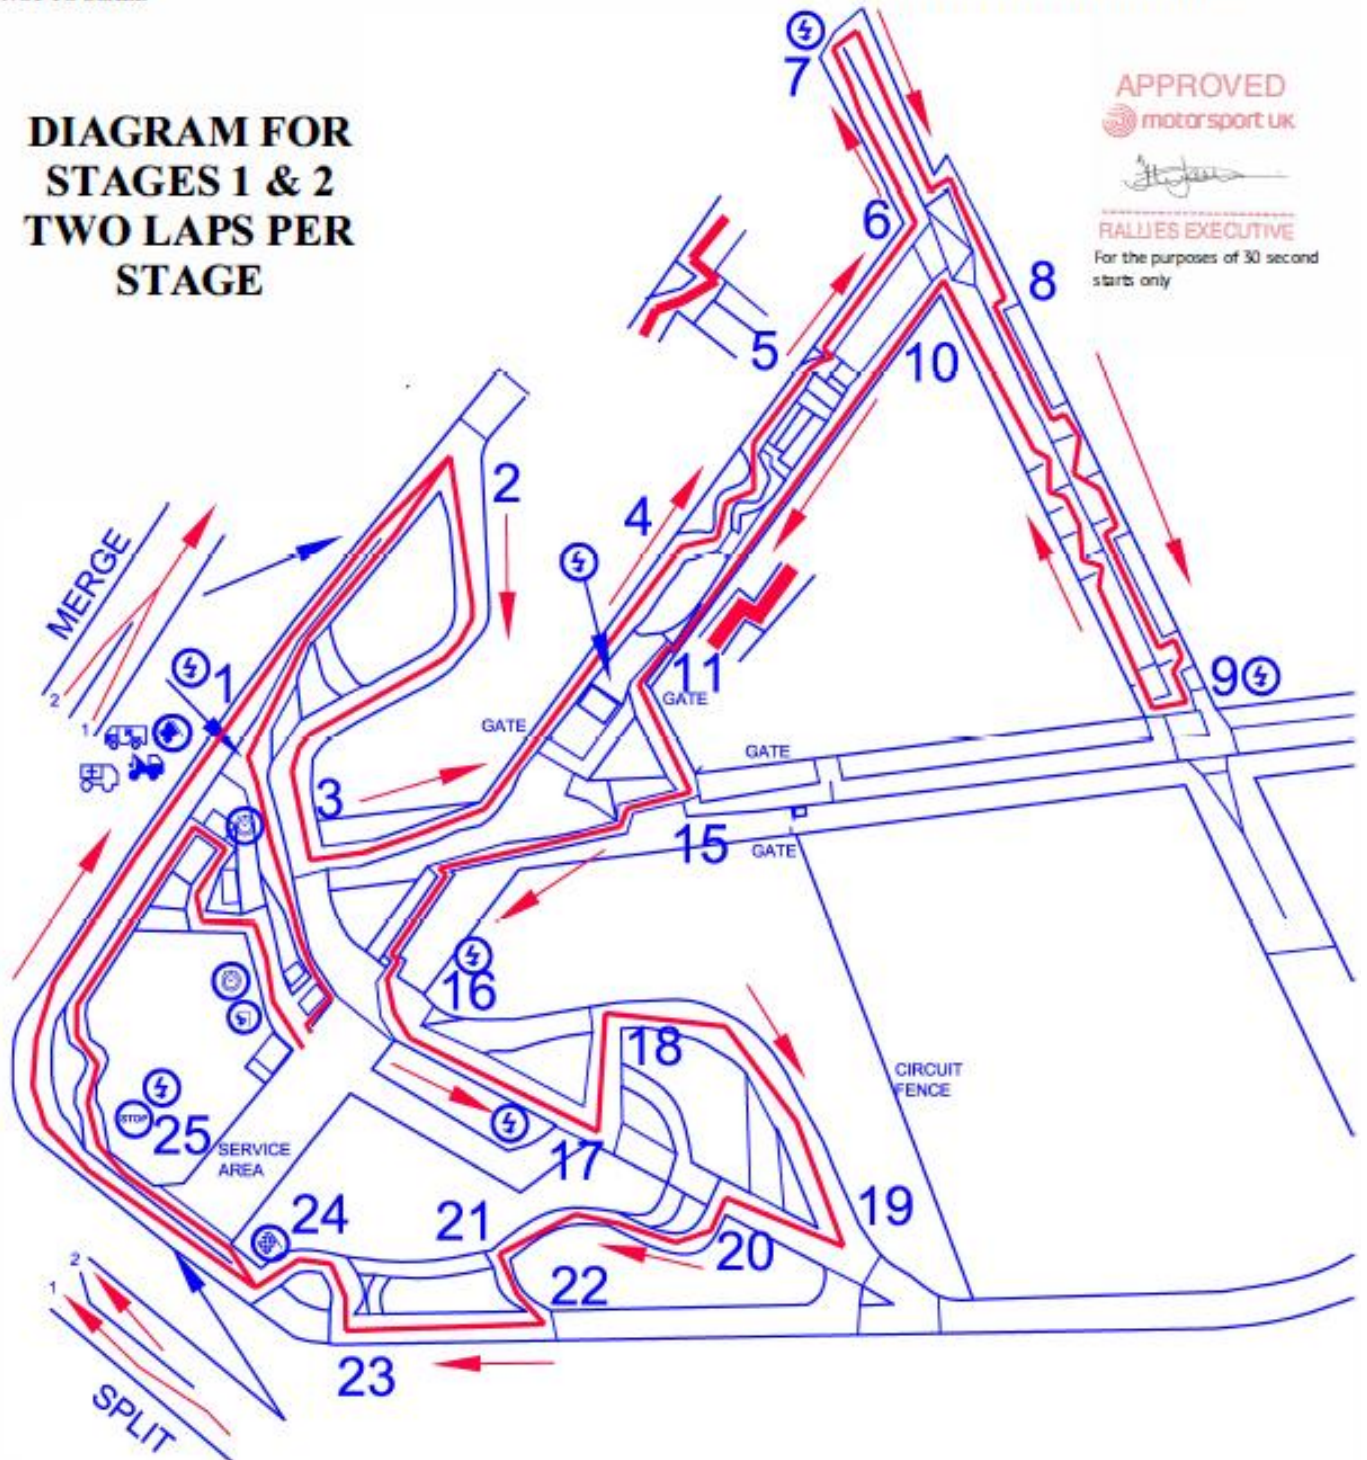 DIAGRAM FOR
STAGES 1 & 2
TWO LAPS PER
STAGE
APPROVED
motorsport UK
RALLIES EXECUTIVE
For the purposes of 30 second
starts only
7
6
8
5
10
2
4
MERGE
2
1
1
11
9
GATE
GATE
GATE
3
15
GATE
16
18
CIRCUIT
FENCE
STOP
25
17
SERVICE
AREA
24
21
19
20
22
2
1
23
SPLIT